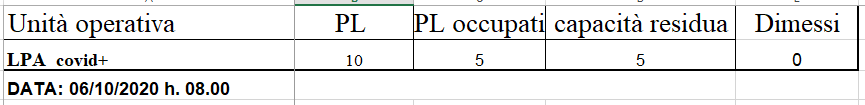 Unità operativa PL PL occupati capacità residua Dimessi
LPA covid+ 10 5 5 0
DATA: 06/10/2020 h. 08.00